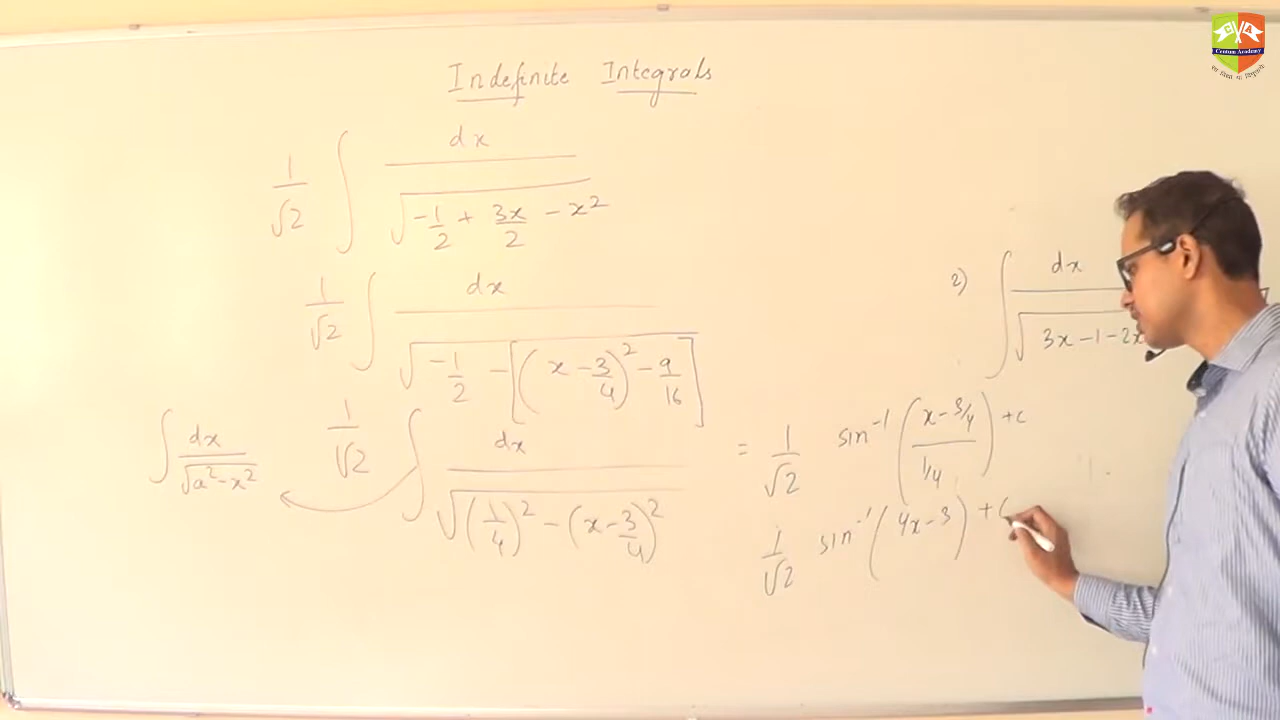 Indefinite Integrals
1/√2 ∫ dx / √(-1/2 + 3x/2 - x²)
1/√2 ∫ dx / √(-1/2 - [(x - 3/4)² - 9/16])
1/√2 ∫ dx / √((1/4)² - (x - 3/4)²)
∫ dx / √(a² - x²)
2) ∫ dx / √(3x - 1 - 2x
= 1/√2 sin⁻¹((x - 3/4) / (1/4)) + c
1/√2 sin⁻¹(4x - 3) + C
Centum Academy